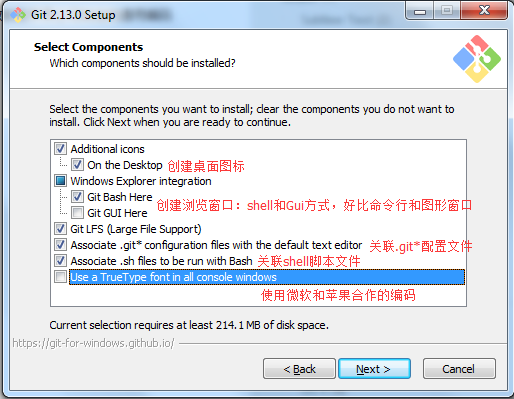 Git 2.13.0 Setup
Select Components
Which components should be installed?
Select the components you want to install; clear the components you do not want to
install. Click Next when you are ready to continue.
Additional icons
On the Desktop 创建桌面图标
Windows Explorer integration
Git Bash Here
创建浏览窗口：shell和Gui方式，好比命令行和图形窗口
Git GUI Here
Git LFS (Large File Support)
Associate .git* configuration files with the default text editor 关联.git*配置文件
Associate .sh files to be run with Bash 关联shell脚本文件
Use a TrueType font in all console windows
使用微软和苹果合作的编码
Current selection requires at least 214.1 MB of disk space.
https://git-for-windows.github.io/
< Back Next > Cancel